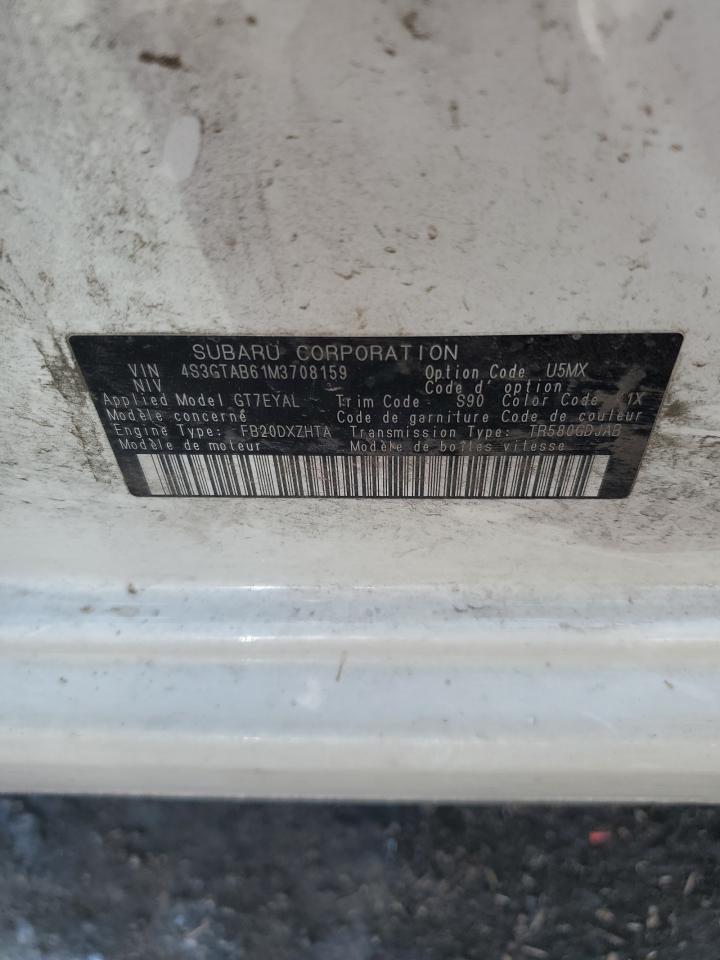 SUBARU CORPORATION
VIN 4S3GTAB61M3708159 Option Code U5MX
NIV Code d'option
Applied Model GT7EYAL Trim Code S90 Color Code K1X
Modèle concerné Code de garniture Code de couleur
Engine Type: FB20DXZHTA Transmission Type: TR580GDJAB
Modèle de moteur Modèle de boîtes vitesse